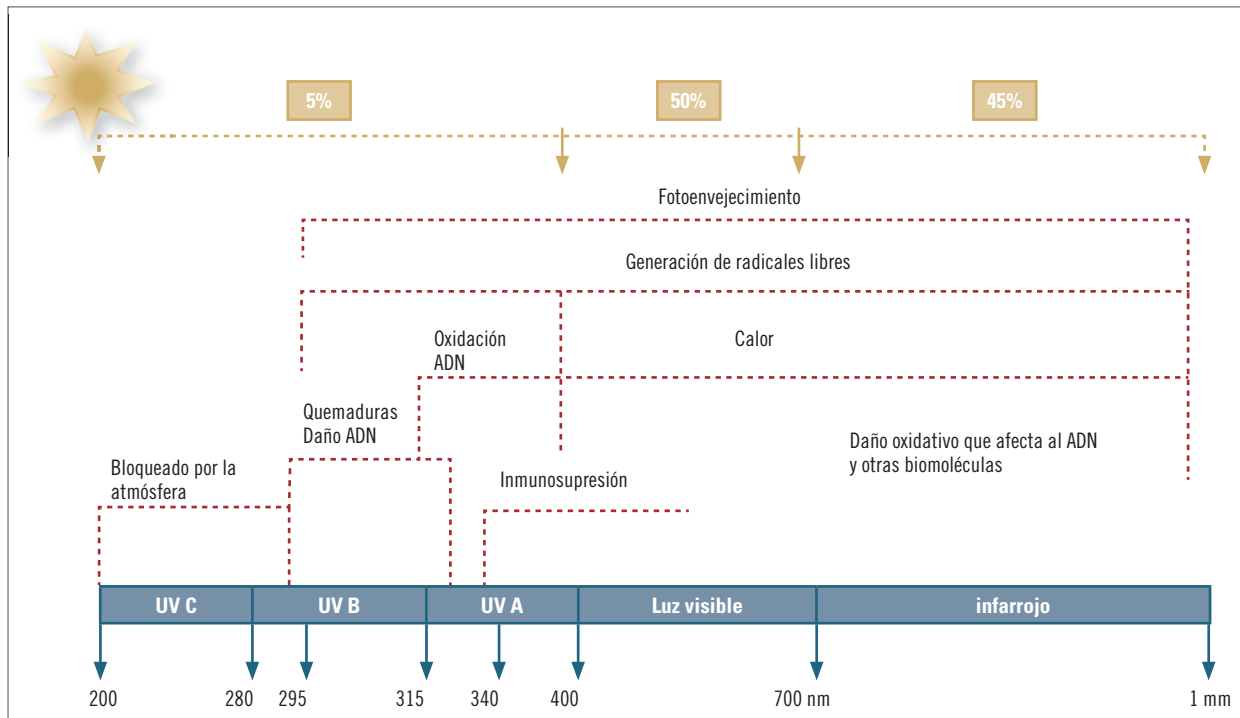 5%
50%
45%
Fotoenvejecimiento
Generación de radicales libres
Oxidación
ADN
Calor
Quemaduras
Daño ADN
Daño oxidativo que afecta al ADN
y otras biomoléculas
Bloqueado por la
atmósfera
Inmunosupresión
UV C
UV B
UV A
Luz visible
infarrojo
200
280
295
315
340
400
700 nm
1 mm